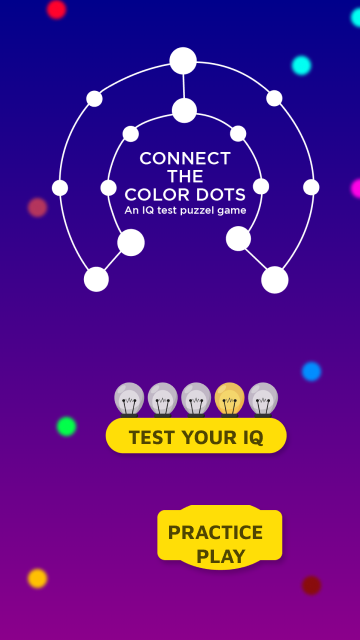 CONNECT
THE
COLOR DOTS
An IQ test puzzel game
TEST YOUR IQ
PRACTICE
PLAY